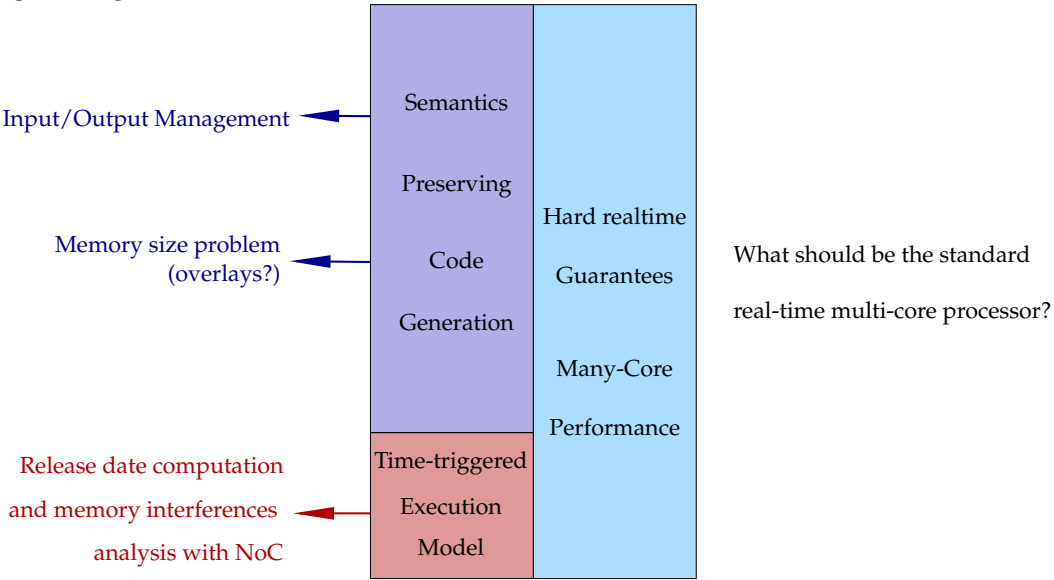 Input/Output Management
Memory size problem
(overlays?)
Release date computation
and memory interferences
analysis with NoC
Semantics
Preserving
Code
Generation
Time-triggered
Execution
Model
Hard realtime
Guarantees
Many-Core
Performance
What should be the standard
real-time multi-core processor?